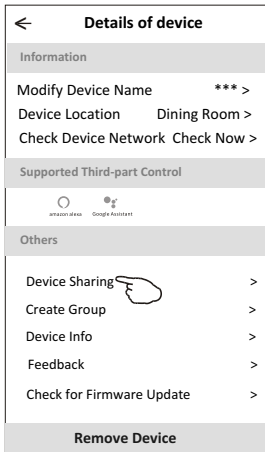 ← Details of device
Information
Modify Device Name *** >
Device Location Dining Room >
Check Device Network Check Now >
Supported Third-part Control
amazon alexa Google Assistant
Others
Device Sharing >
Create Group >
Device Info >
Feedback >
Check for Firmware Update >
Remove Device